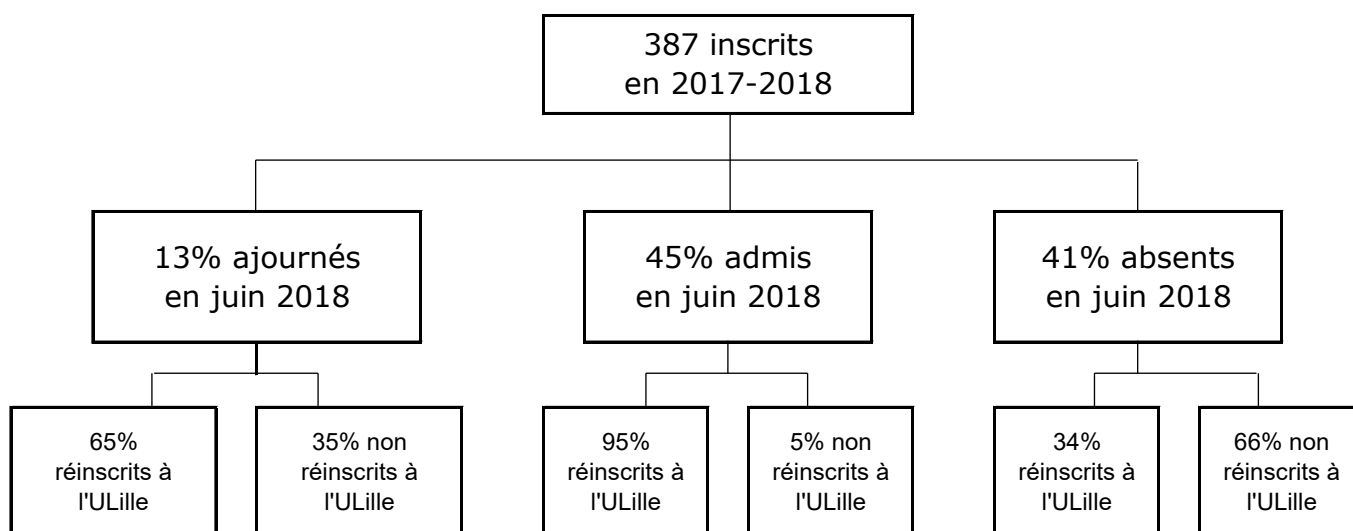 387 inscrits
en 2017-2018
13% ajournés
en juin 2018
45% admis
en juin 2018
41% absents
en juin 2018
65%
réinscrits à
l'ULille
35% non
réinscrits à
l'ULille
95%
réinscrits à
l'ULille
5% non
réinscrits à
l'ULille
34%
réinscrits à
l'ULille
66% non
réinscrits à
l'ULille